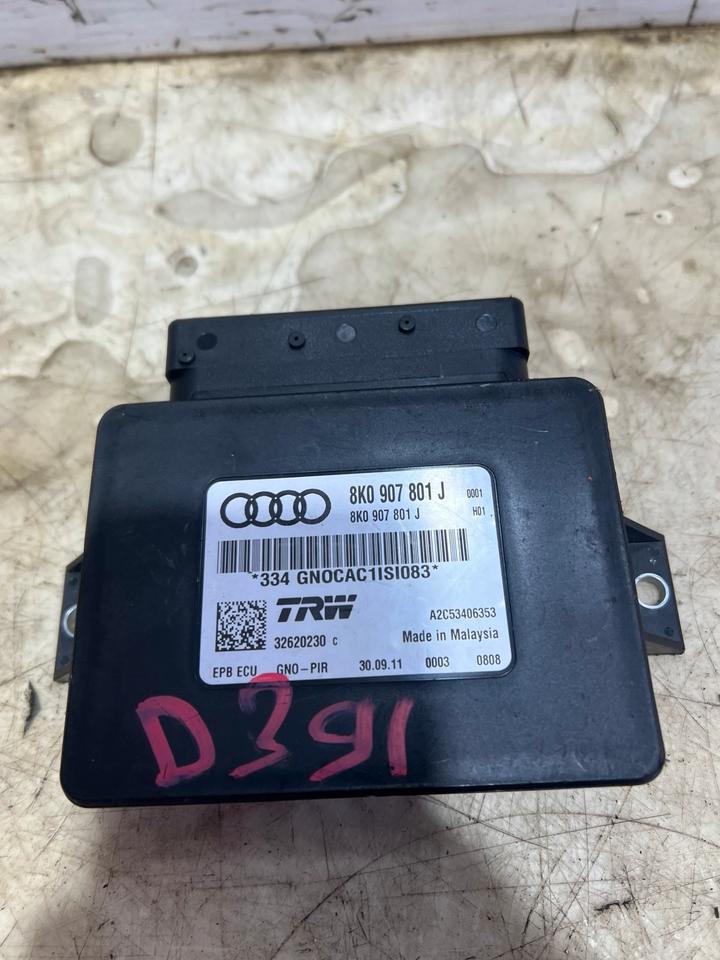 8K0 907 801 J 0001
8K0 907 801 J H01
*334 GNOCAC1ISI083*
TRW A2C53406353
32620230 C Made in Malaysia
EPB ECU GNO-PIR 30.09.11 0003 0808
D391